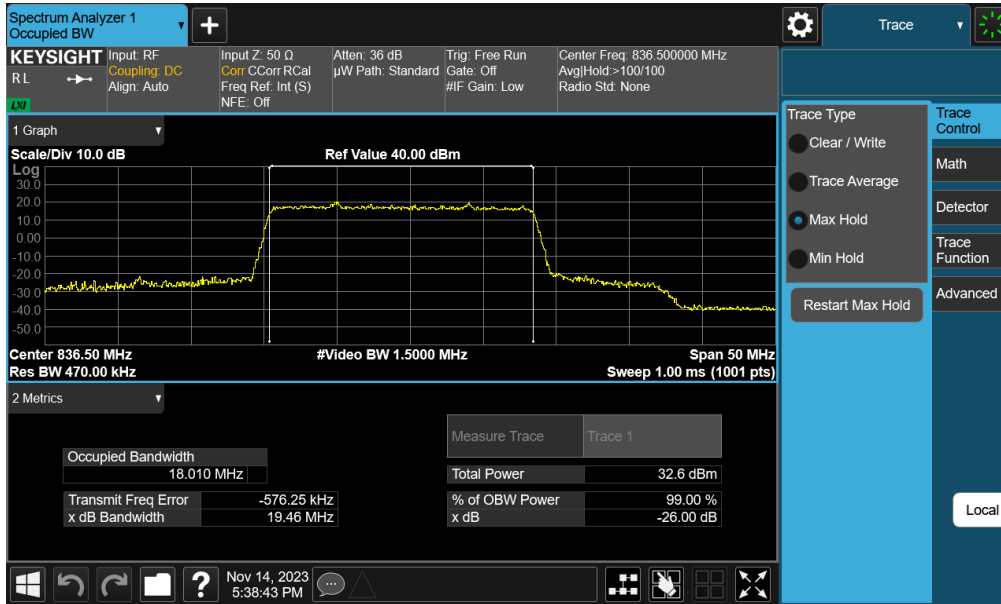 Spectrum Analyzer 1
Occupied BW
+
Trace
KEYSIGHT
R L
LXI
Input: RF
Coupling: DC
Align: Auto
Input Z: 50 Ω
Corr CCorr RCal
Freq Ref: Int (S)
NFE: Off
Atten: 36 dB
µW Path: Standard
Trig: Free Run
Gate: Off
#IF Gain: Low
Center Freq: 836.500000 MHz
Avg|Hold:>100/100
Radio Std: None
1 Graph
Scale/Div 10.0 dB
Ref Value 40.00 dBm
Log
30.0
20.0
10.0
0.00
-10.0
-20.0
-30.0
-40.0
-50.0
Center 836.50 MHz
#Video BW 1.5000 MHz
Span 50 MHz
Res BW 470.00 kHz
Sweep 1.00 ms (1001 pts)
2 Metrics
Measure Trace
Trace 1
Occupied Bandwidth
18.010 MHz
Total Power
32.6 dBm
Transmit Freq Error
-576.25 kHz
% of OBW Power
99.00 %
x dB Bandwidth
19.46 MHz
x dB
-26.00 dB
Trace Type
Clear / Write
Trace Average
Max Hold
Min Hold
Restart Max Hold
Trace
Control
Math
Detector
Trace
Function
Advanced
Local
?
Nov 14, 2023
5:38:43 PM